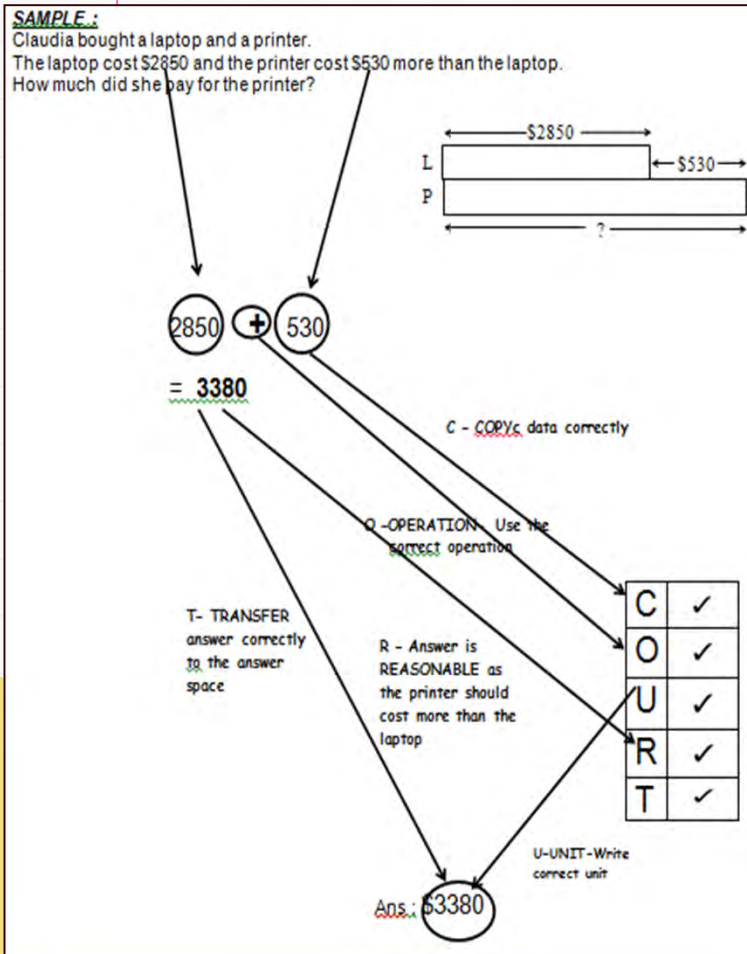 SAMPLE :
Claudia bought a laptop and a printer.
The laptop cost $2850 and the printer cost $530 more than the laptop.
How much did she pay for the printer?
$2850
L
$530
P
?
2850 + 530
= 3380
C - COPYc data correctly
O -OPERATION- Use the
correct operation
T- TRANSFER
answer correctly
to the answer
space
R - Answer is
REASONABLE as
the printer should
cost more than the
laptop
C ✓
O ✓
U ✓
R ✓
T ✓
U-UNIT-Write
correct unit
Ans : $3380